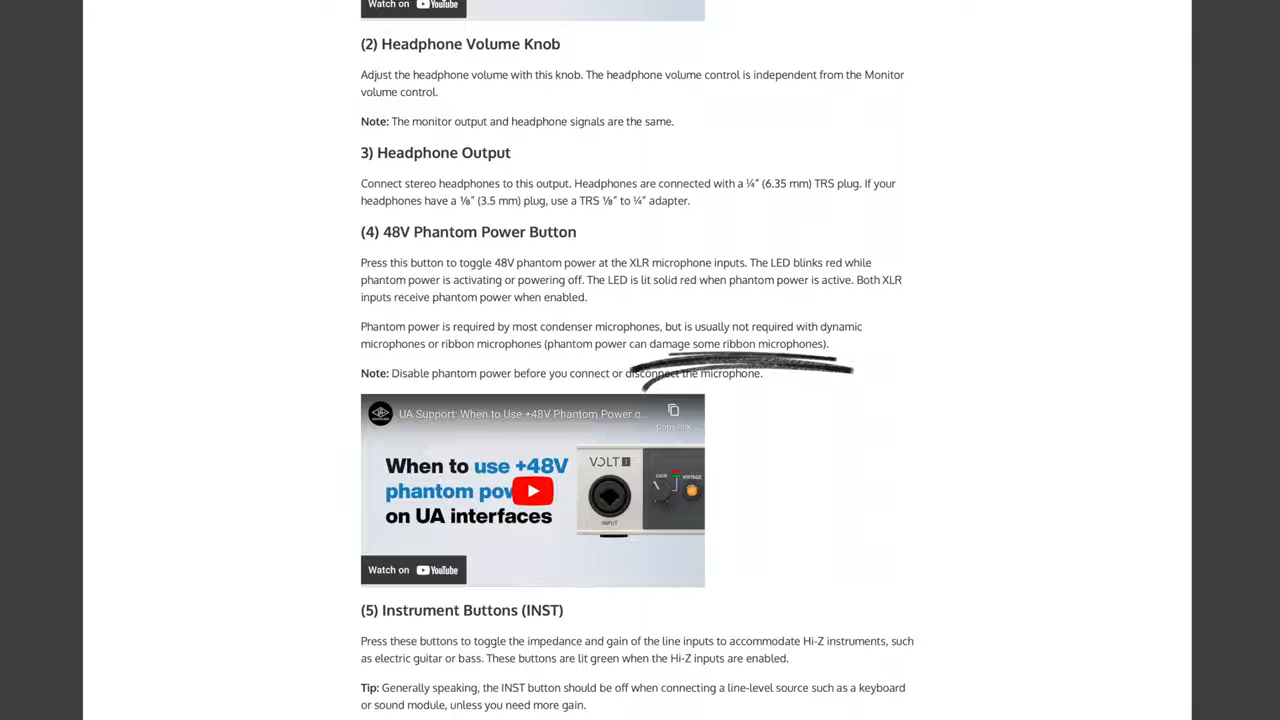 Watch on YouTube
(2) Headphone Volume Knob
Adjust the headphone volume with this knob. The headphone volume control is independent from the Monitor
volume control.
Note: The monitor output and headphone signals are the same.
3) Headphone Output
Connect stereo headphones to this output. Headphones are connected with a ¼" (6.35 mm) TRS plug. If your
headphones have a ⅛" (3.5 mm) plug, use a TRS ⅛" to ¼" adapter.
(4) 48V Phantom Power Button
Press this button to toggle 48V phantom power at the XLR microphone inputs. The LED blinks red while
phantom power is activating or powering off. The LED is lit solid red when phantom power is active. Both XLR
inputs receive phantom power when enabled.
Phantom power is required by most condenser microphones, but is usually not required with dynamic
microphones or ribbon microphones (phantom power can damage some ribbon microphones).
Note: Disable phantom power before you connect or disconnect the microphone.
UA Support: When to Use +48V Phantom Power o...
Copy link
When to use +48V
phantom pow
on UA interfaces
VOLT 1
GAIN
VINTAGE
INPUT
Watch on YouTube
(5) Instrument Buttons (INST)
Press these buttons to toggle the impedance and gain of the line inputs to accommodate Hi-Z instruments, such
as electric guitar or bass. These buttons are lit green when the Hi-Z inputs are enabled.
Tip: Generally speaking, the INST button should be off when connecting a line-level source such as a keyboard
or sound module, unless you need more gain.